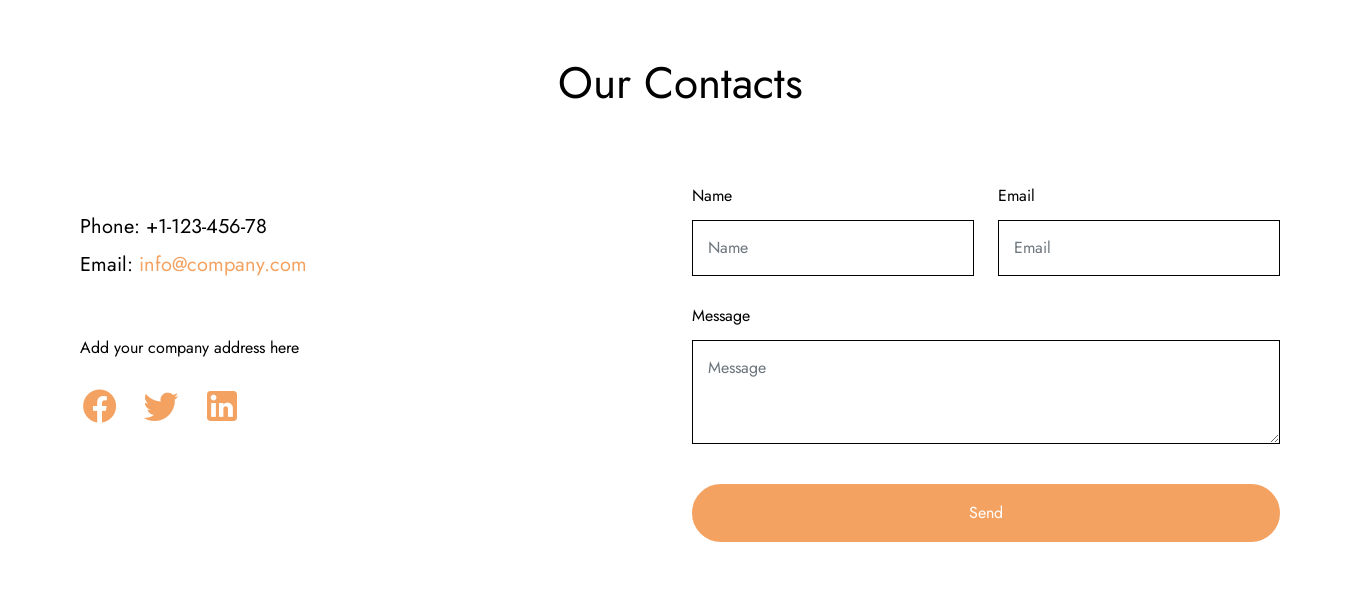 Our Contacts
Phone: +1-123-456-78
Email: info@company.com
Add your company address here
Name
Name
Email
Email
Message
Message
Send